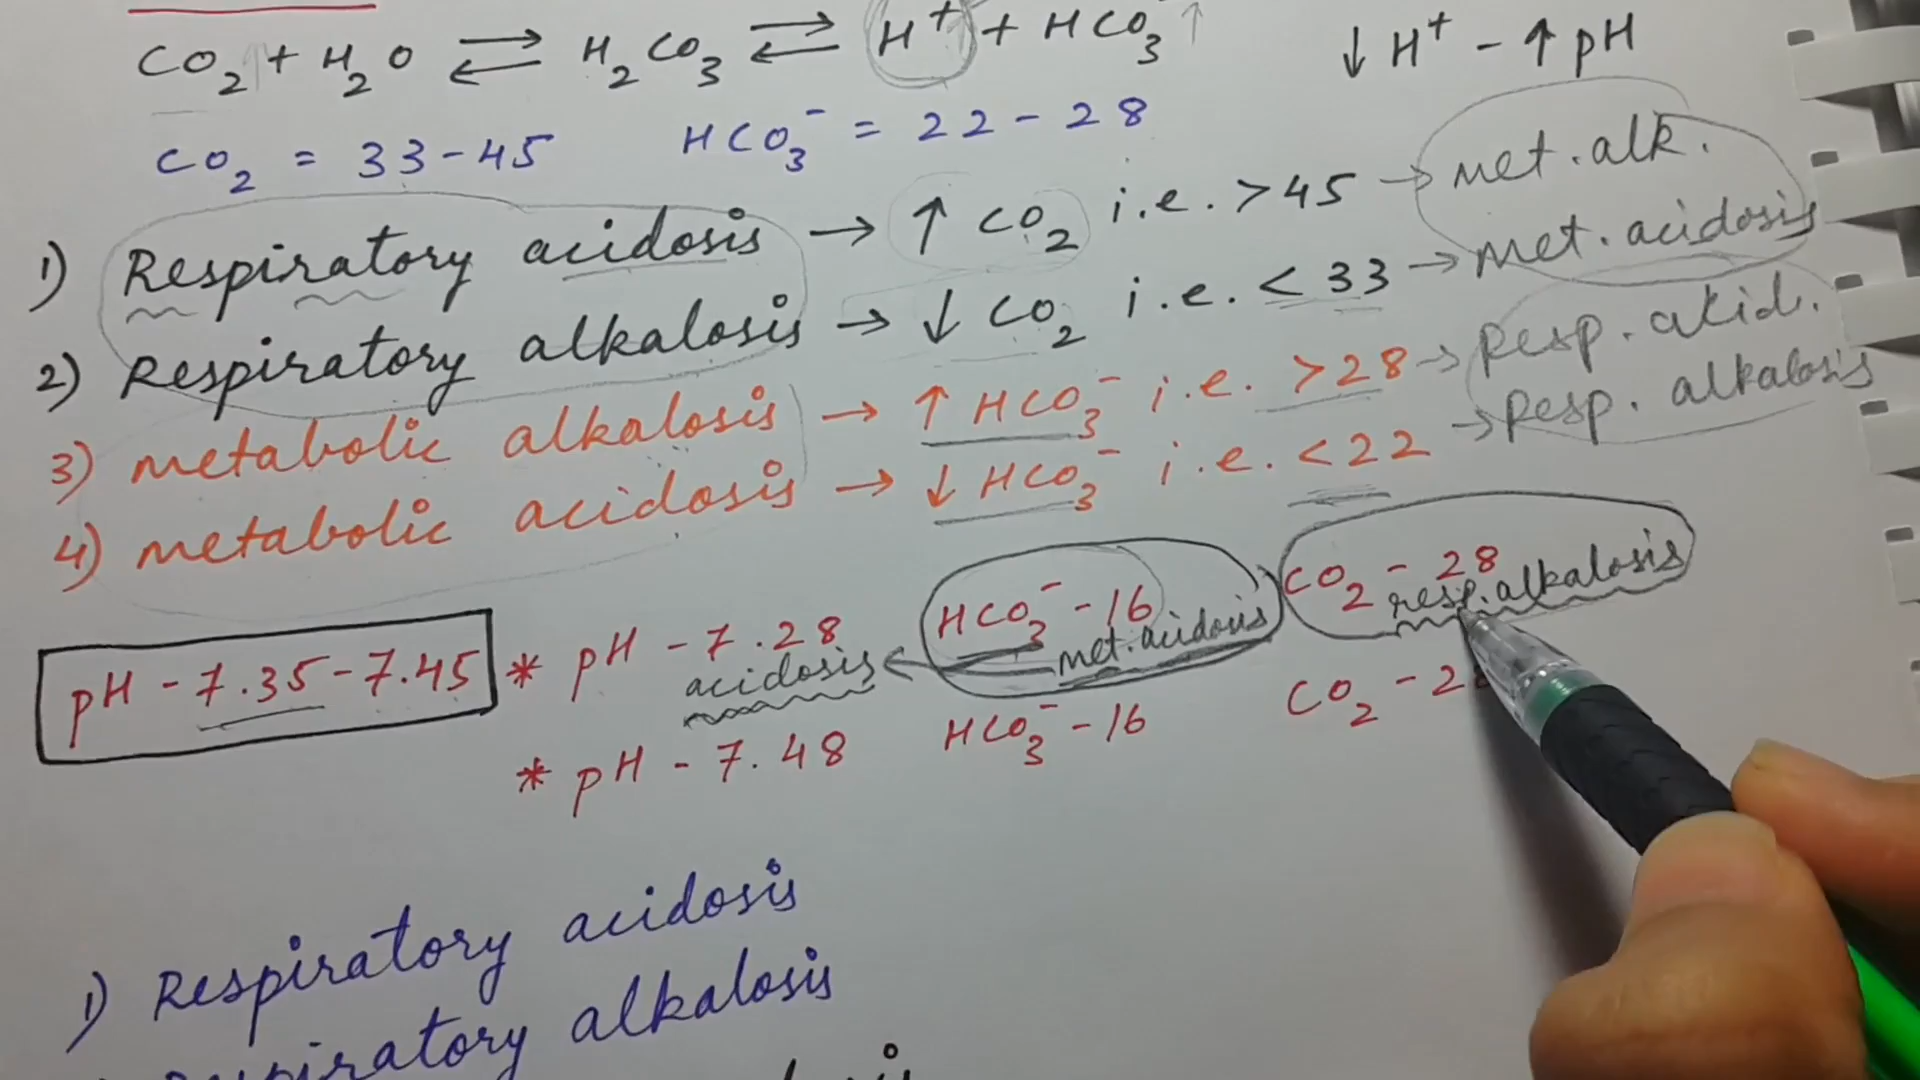 CO₂↑ + H₂O ⇌ H₂CO₃ ⇌ H⁺ + HCO₃⁻ ↑
↓ H⁺ - ↑ pH
CO₂ = 33-45 HCO₃⁻ = 22-28
1) Respiratory acidosis → ↑ CO₂ i.e. >45 → met. alk.
2) Respiratory alkalosis → ↓ CO₂ i.e. < 33 → met. acidosis
3) metabolic alkalosis → ↑ HCO₃⁻ i.e. >28 → Resp. acid.
4) metabolic acidosis → ↓ HCO₃⁻ i.e. <22 → Resp. alkalosis
pH - 7.35-7.45
* pH - 7.28 HCO₃⁻ - 16 CO₂ - 28
acidosis ← met. acidosis resp. alkalosis
* pH - 7.48 HCO₃⁻ - 16 CO₂ - 2
1) Respiratory acidosis
alkalosis